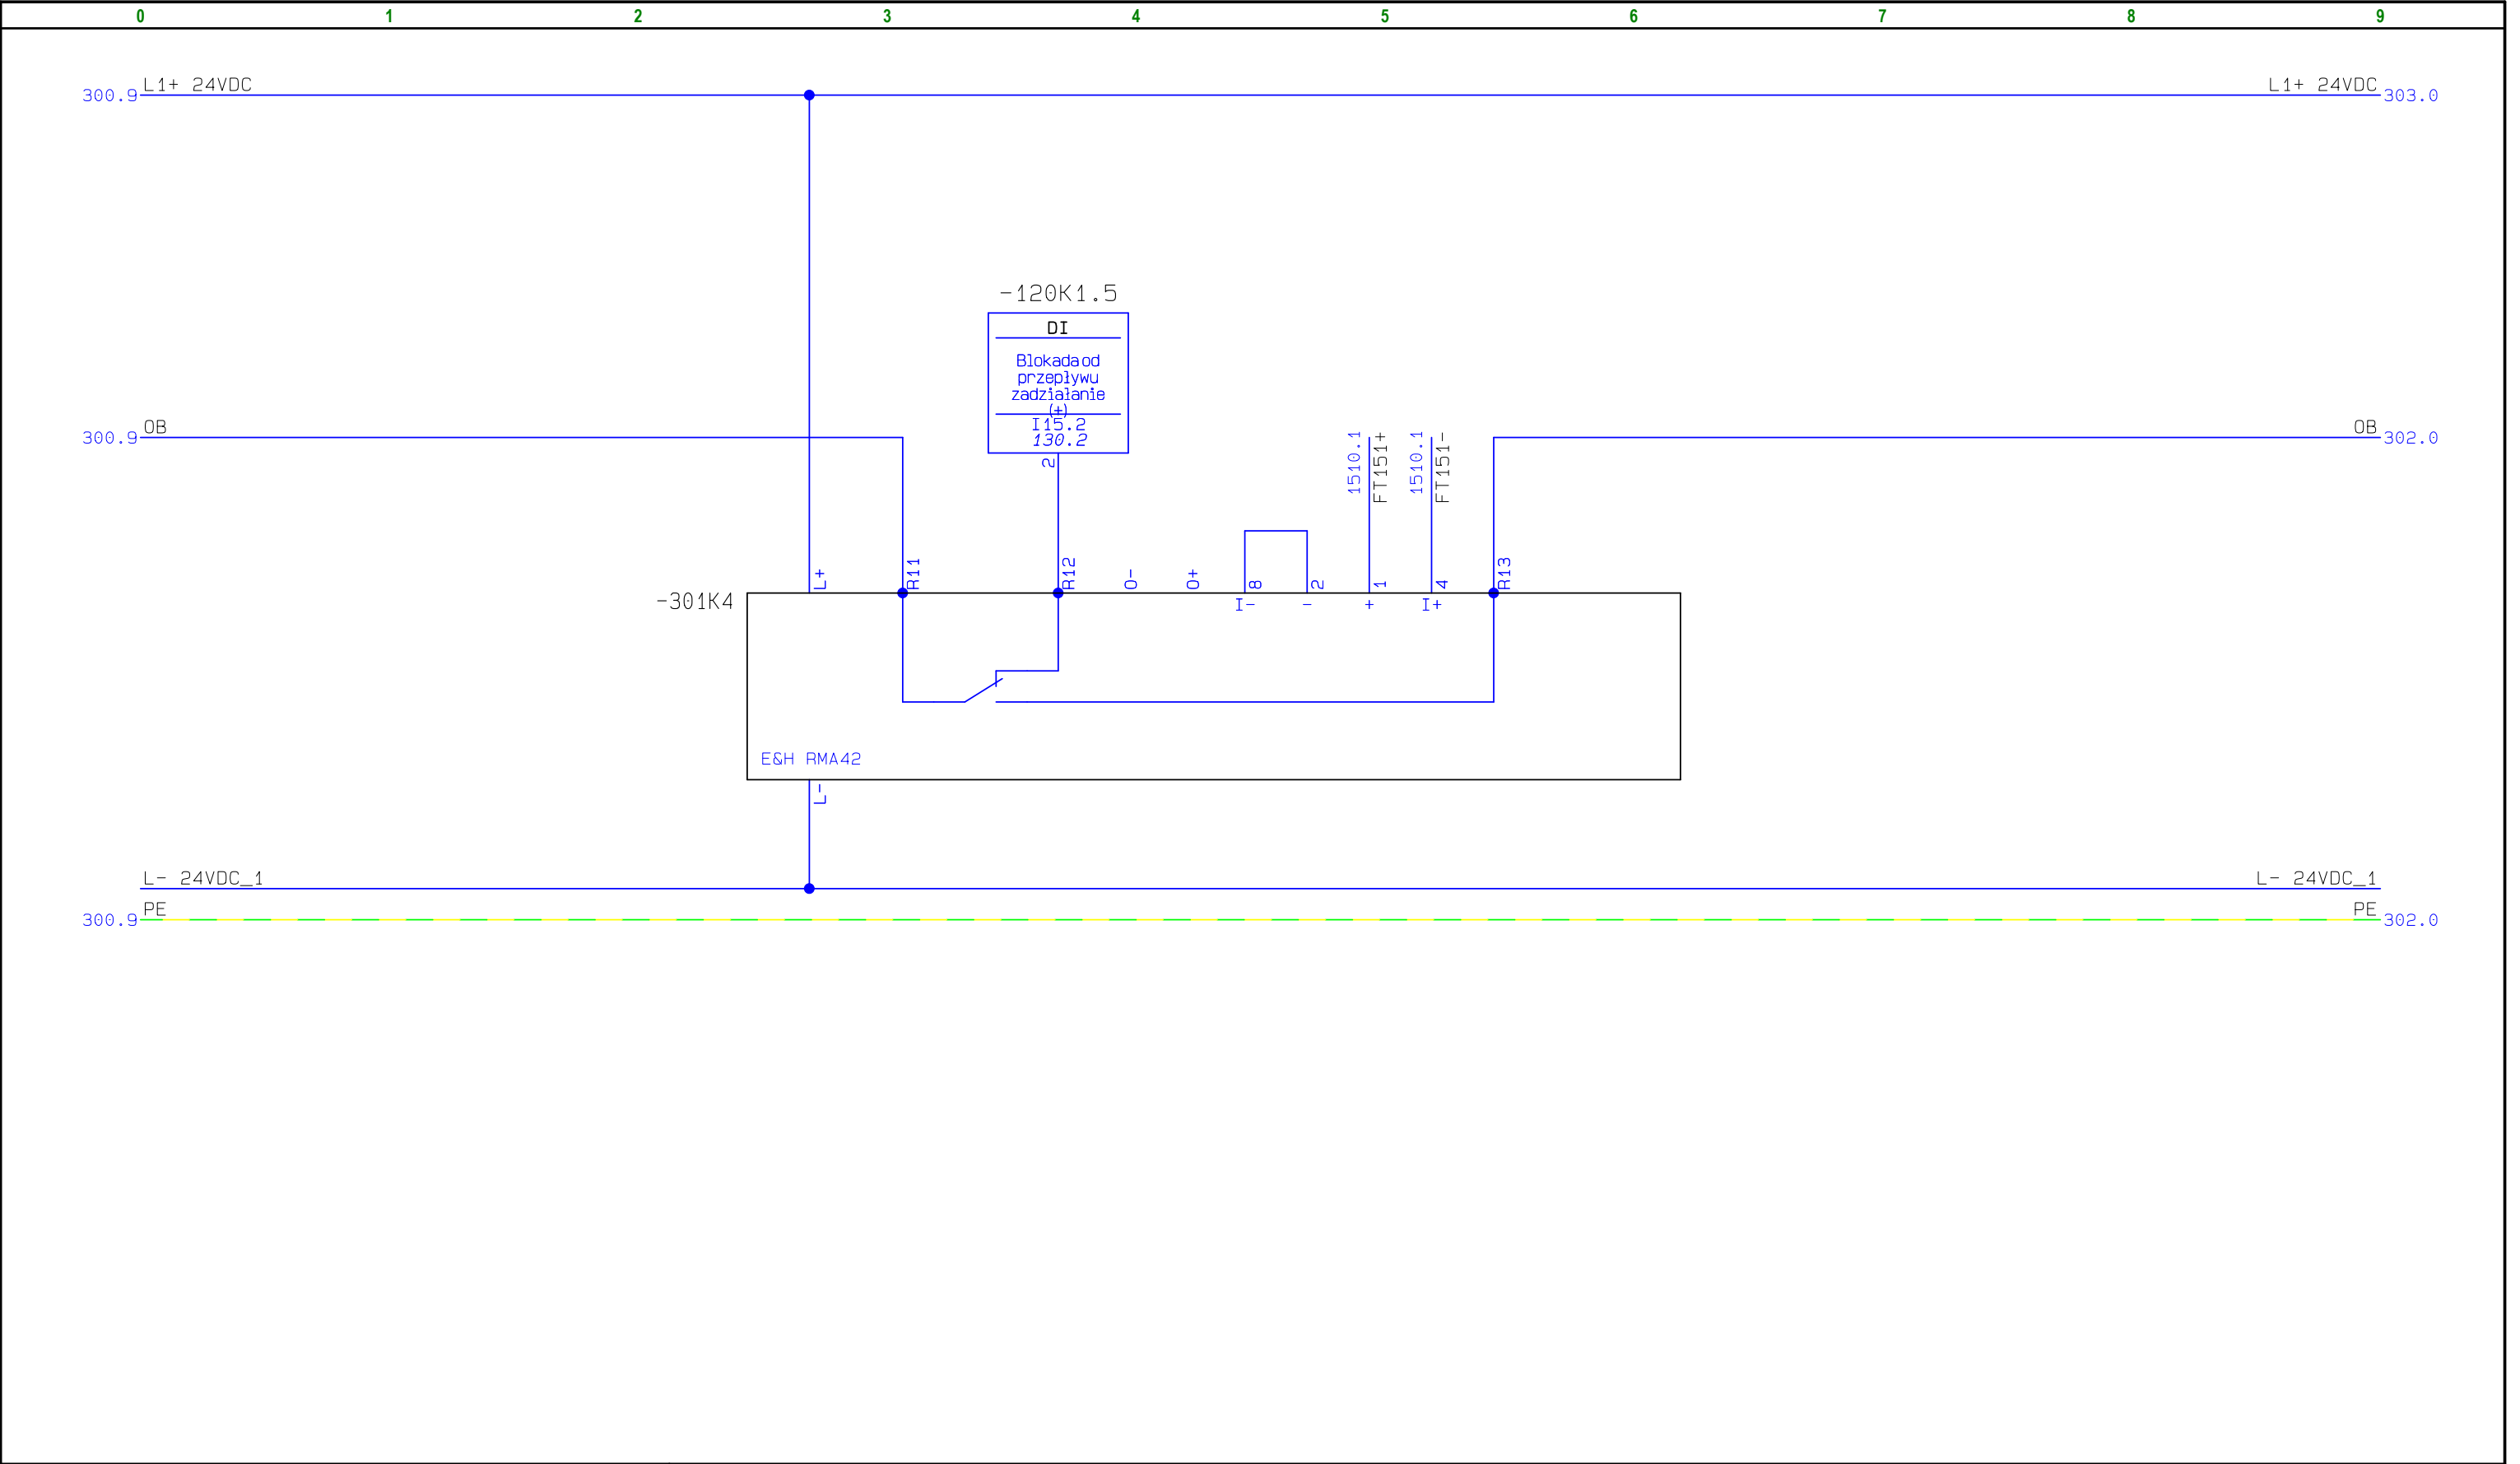 0 1 2 3 4 5 6 7 8 9
L1+ 24VDC L1+ 24VDC
300.9 303.0
-120K1.5
DI
Blokada od
przepływu
zadziałanie
(+)
I15.2
130.2
2
OB OB
300.9 302.0
1510.1 FT151+ 1510.1 FT151-
L+ R11 R12 O- O+ 8 2 1 4 R13
-301K4
I- - + I+
E&H RMA42
L-
L- 24VDC_1 L- 24VDC_1
PE PE
300.9 302.0